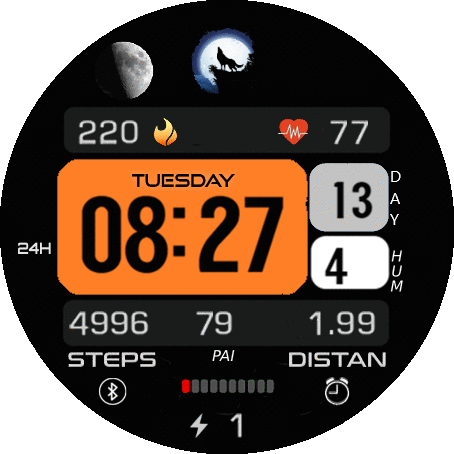 220 77
TUESDAY
08:27
13
DAY
24H
4
HUM
4996 79 1.99
STEPS PAI DISTAN
1